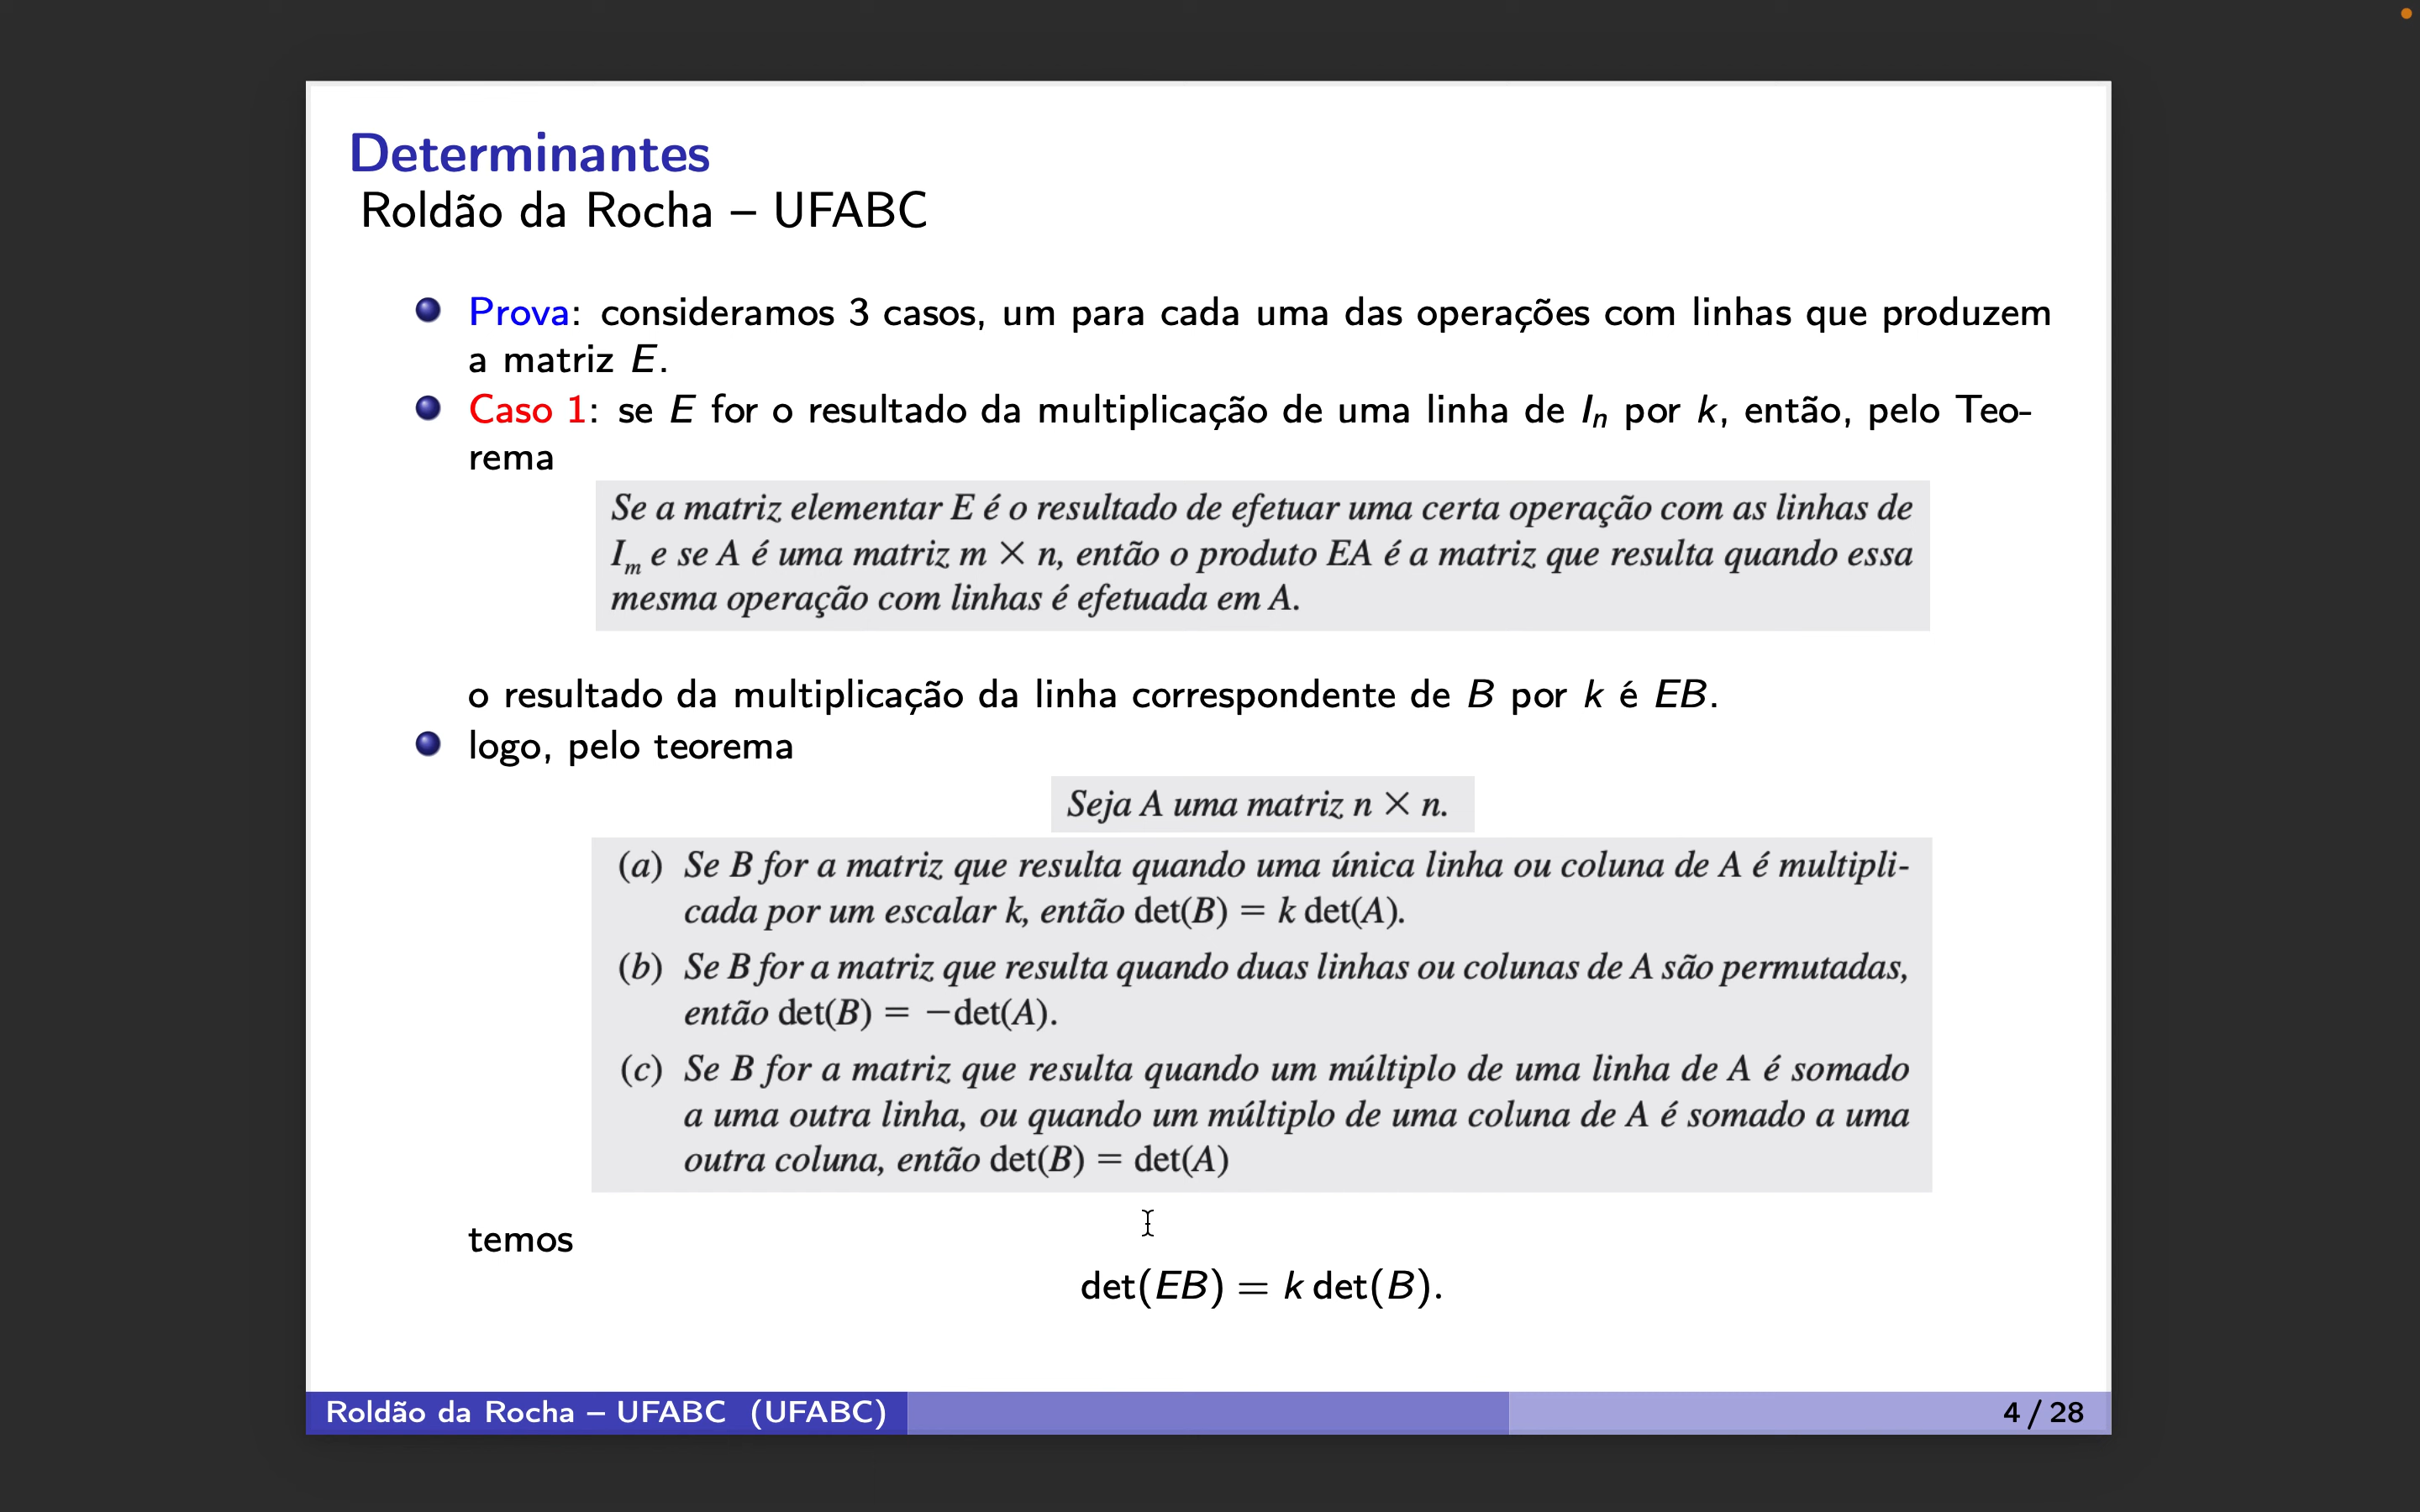 Determinantes
Roldão da Rocha – UFABC
Prova: consideramos 3 casos, um para cada uma das operações com linhas que produzem
a matriz E.
Caso 1: se E for o resultado da multiplicação de uma linha de Iₙ por k, então, pelo Teo-
rema
Se a matriz elementar E é o resultado de efetuar uma certa operação com as linhas de
Iₘ e se A é uma matriz m × n, então o produto EA é a matriz que resulta quando essa
mesma operação com linhas é efetuada em A.
o resultado da multiplicação da linha correspondente de B por k é EB.
logo, pelo teorema
Seja A uma matriz n × n.
(a) Se B for a matriz que resulta quando uma única linha ou coluna de A é multipli-
cada por um escalar k, então det(B) = k det(A).
(b) Se B for a matriz que resulta quando duas linhas ou colunas de A são permutadas,
então det(B) = −det(A).
(c) Se B for a matriz que resulta quando um múltiplo de uma linha de A é somado
a uma outra linha, ou quando um múltiplo de uma coluna de A é somado a uma
outra coluna, então det(B) = det(A)
temos
det(EB) = k det(B).
Roldão da Rocha – UFABC (UFABC)
4 / 28